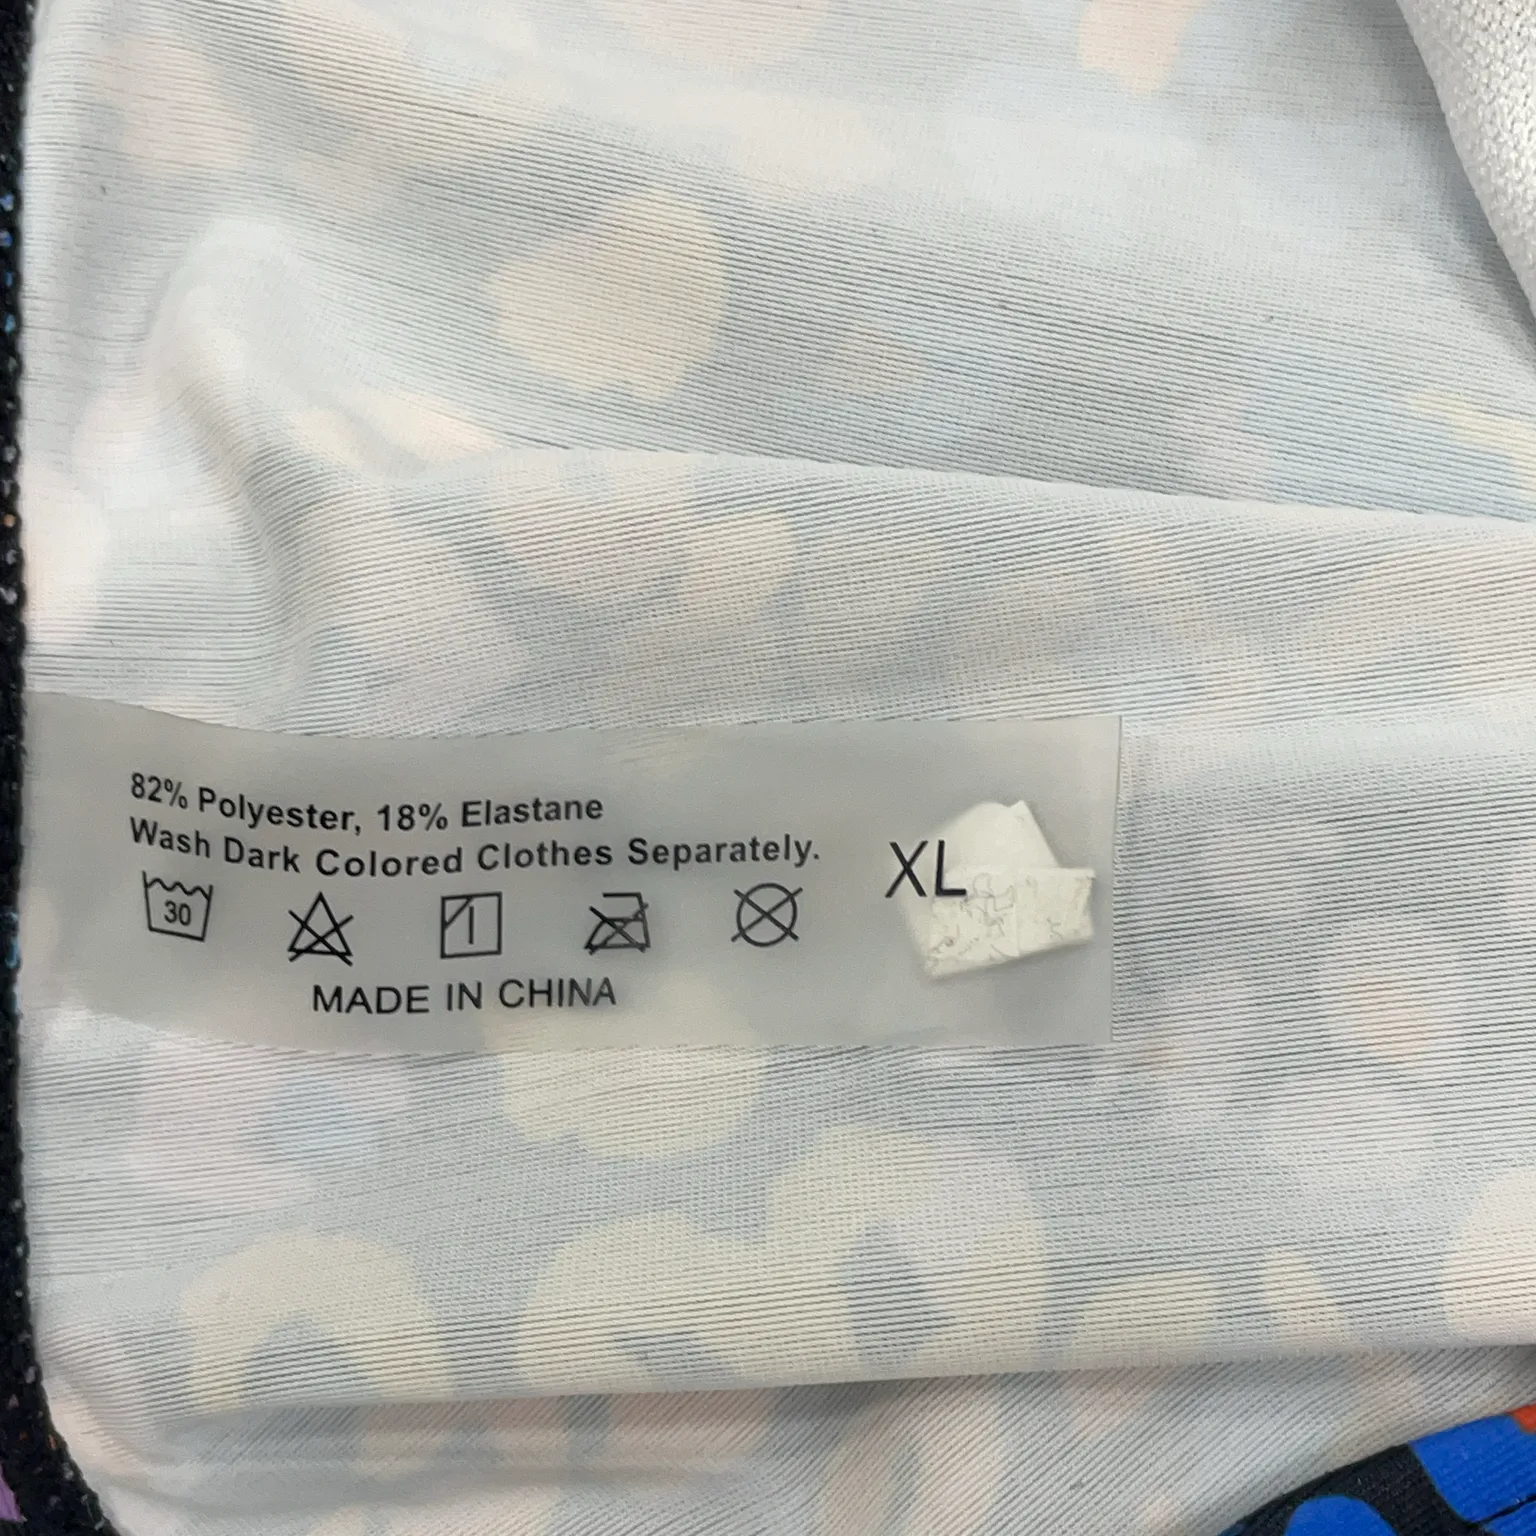 82% Polyester, 18% Elastane
Wash Dark Colored Clothes Separately.
XL
30
MADE IN CHINA